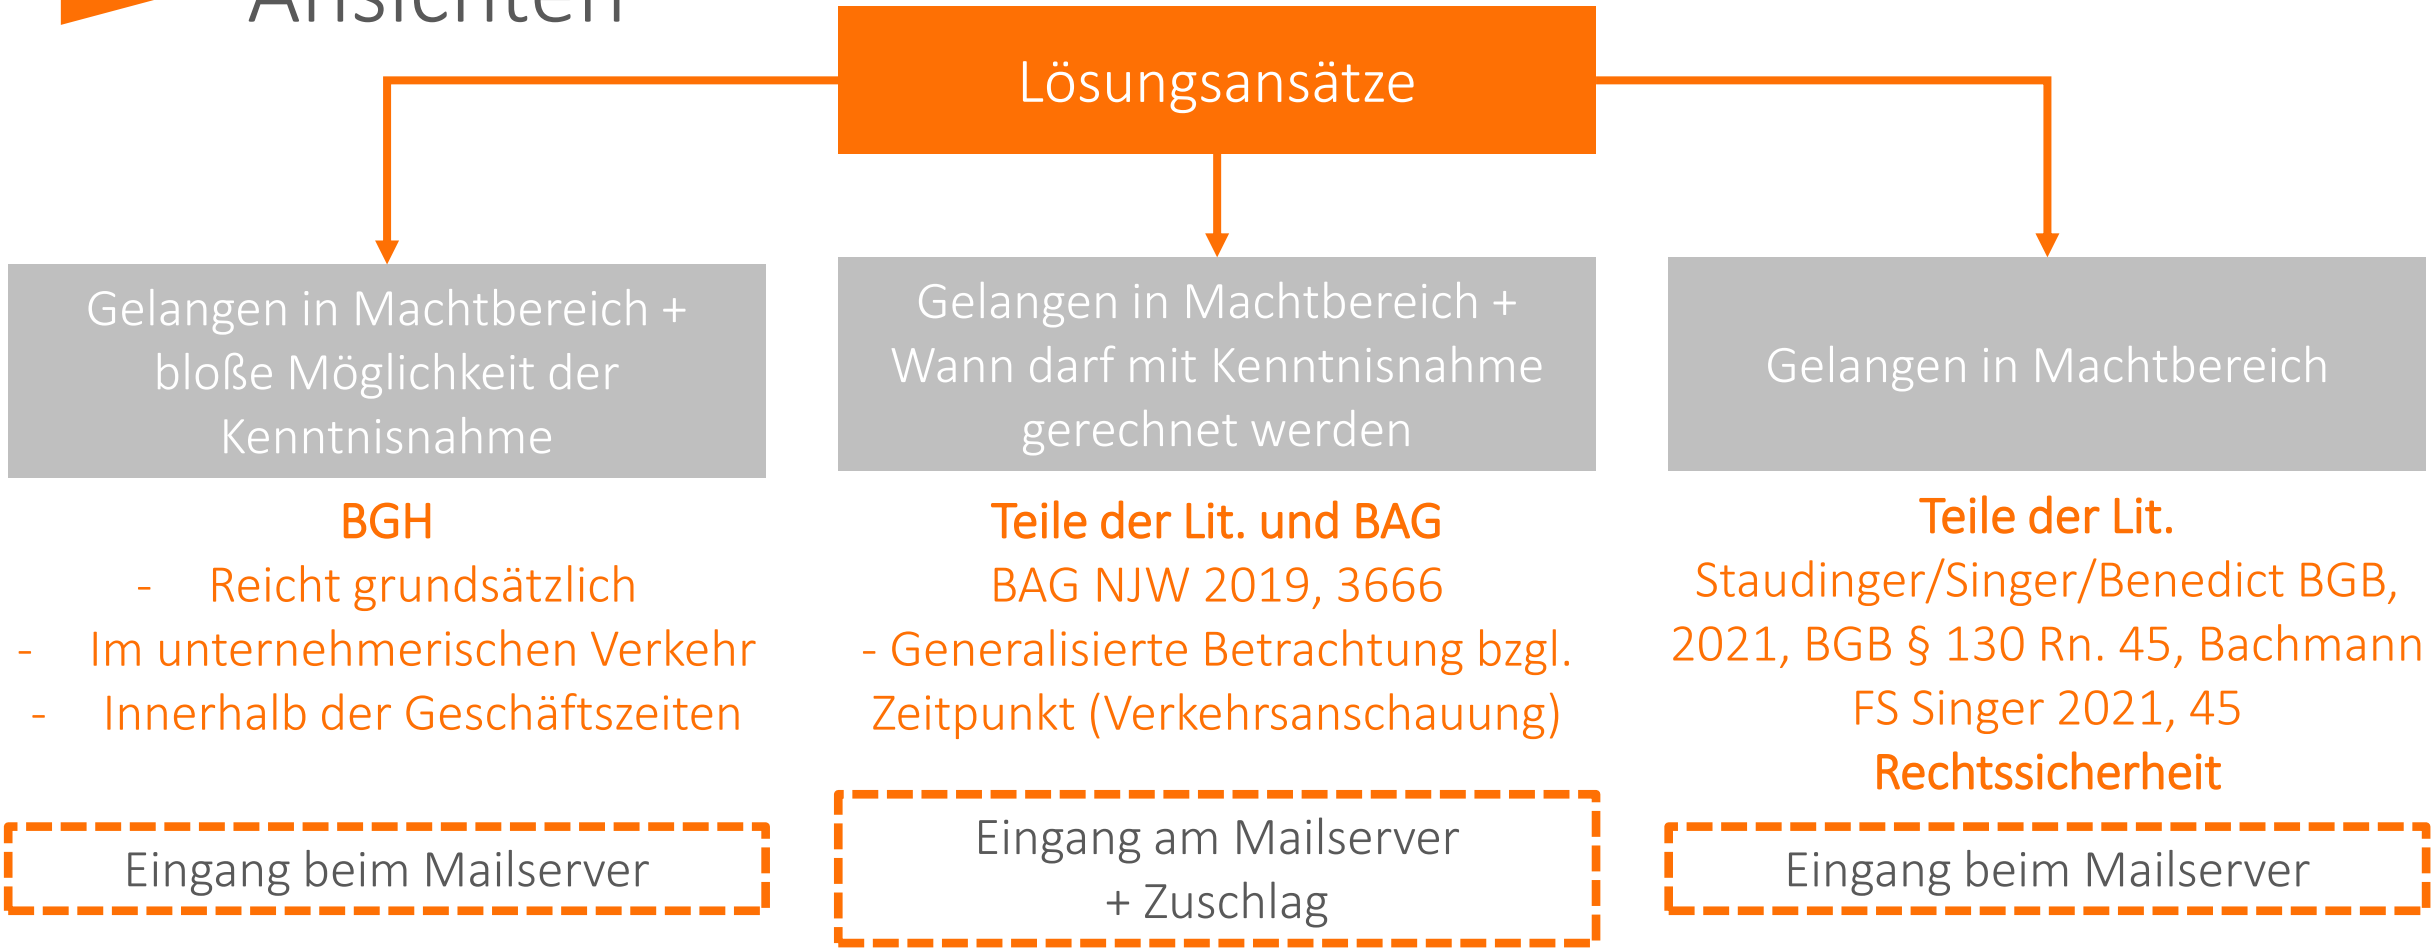 Ansichten
Lösungsansätze
Gelangen in Machtbereich +
bloße Möglichkeit der
Kenntnisnahme
BGH
- Reicht grundsätzlich
- Im unternehmerischen Verkehr
- Innerhalb der Geschäftszeiten
Eingang beim Mailserver
Gelangen in Machtbereich +
Wann darf mit Kenntnisnahme
gerechnet werden
Teile der Lit. und BAG
BAG NJW 2019, 3666
- Generalisierte Betrachtung bzgl.
Zeitpunkt (Verkehrsanschauung)
Eingang am Mailserver
+ Zuschlag
Gelangen in Machtbereich
Teile der Lit.
Staudinger/Singer/Benedict BGB,
2021, BGB § 130 Rn. 45, Bachmann
FS Singer 2021, 45
Rechtssicherheit
Eingang beim Mailserver